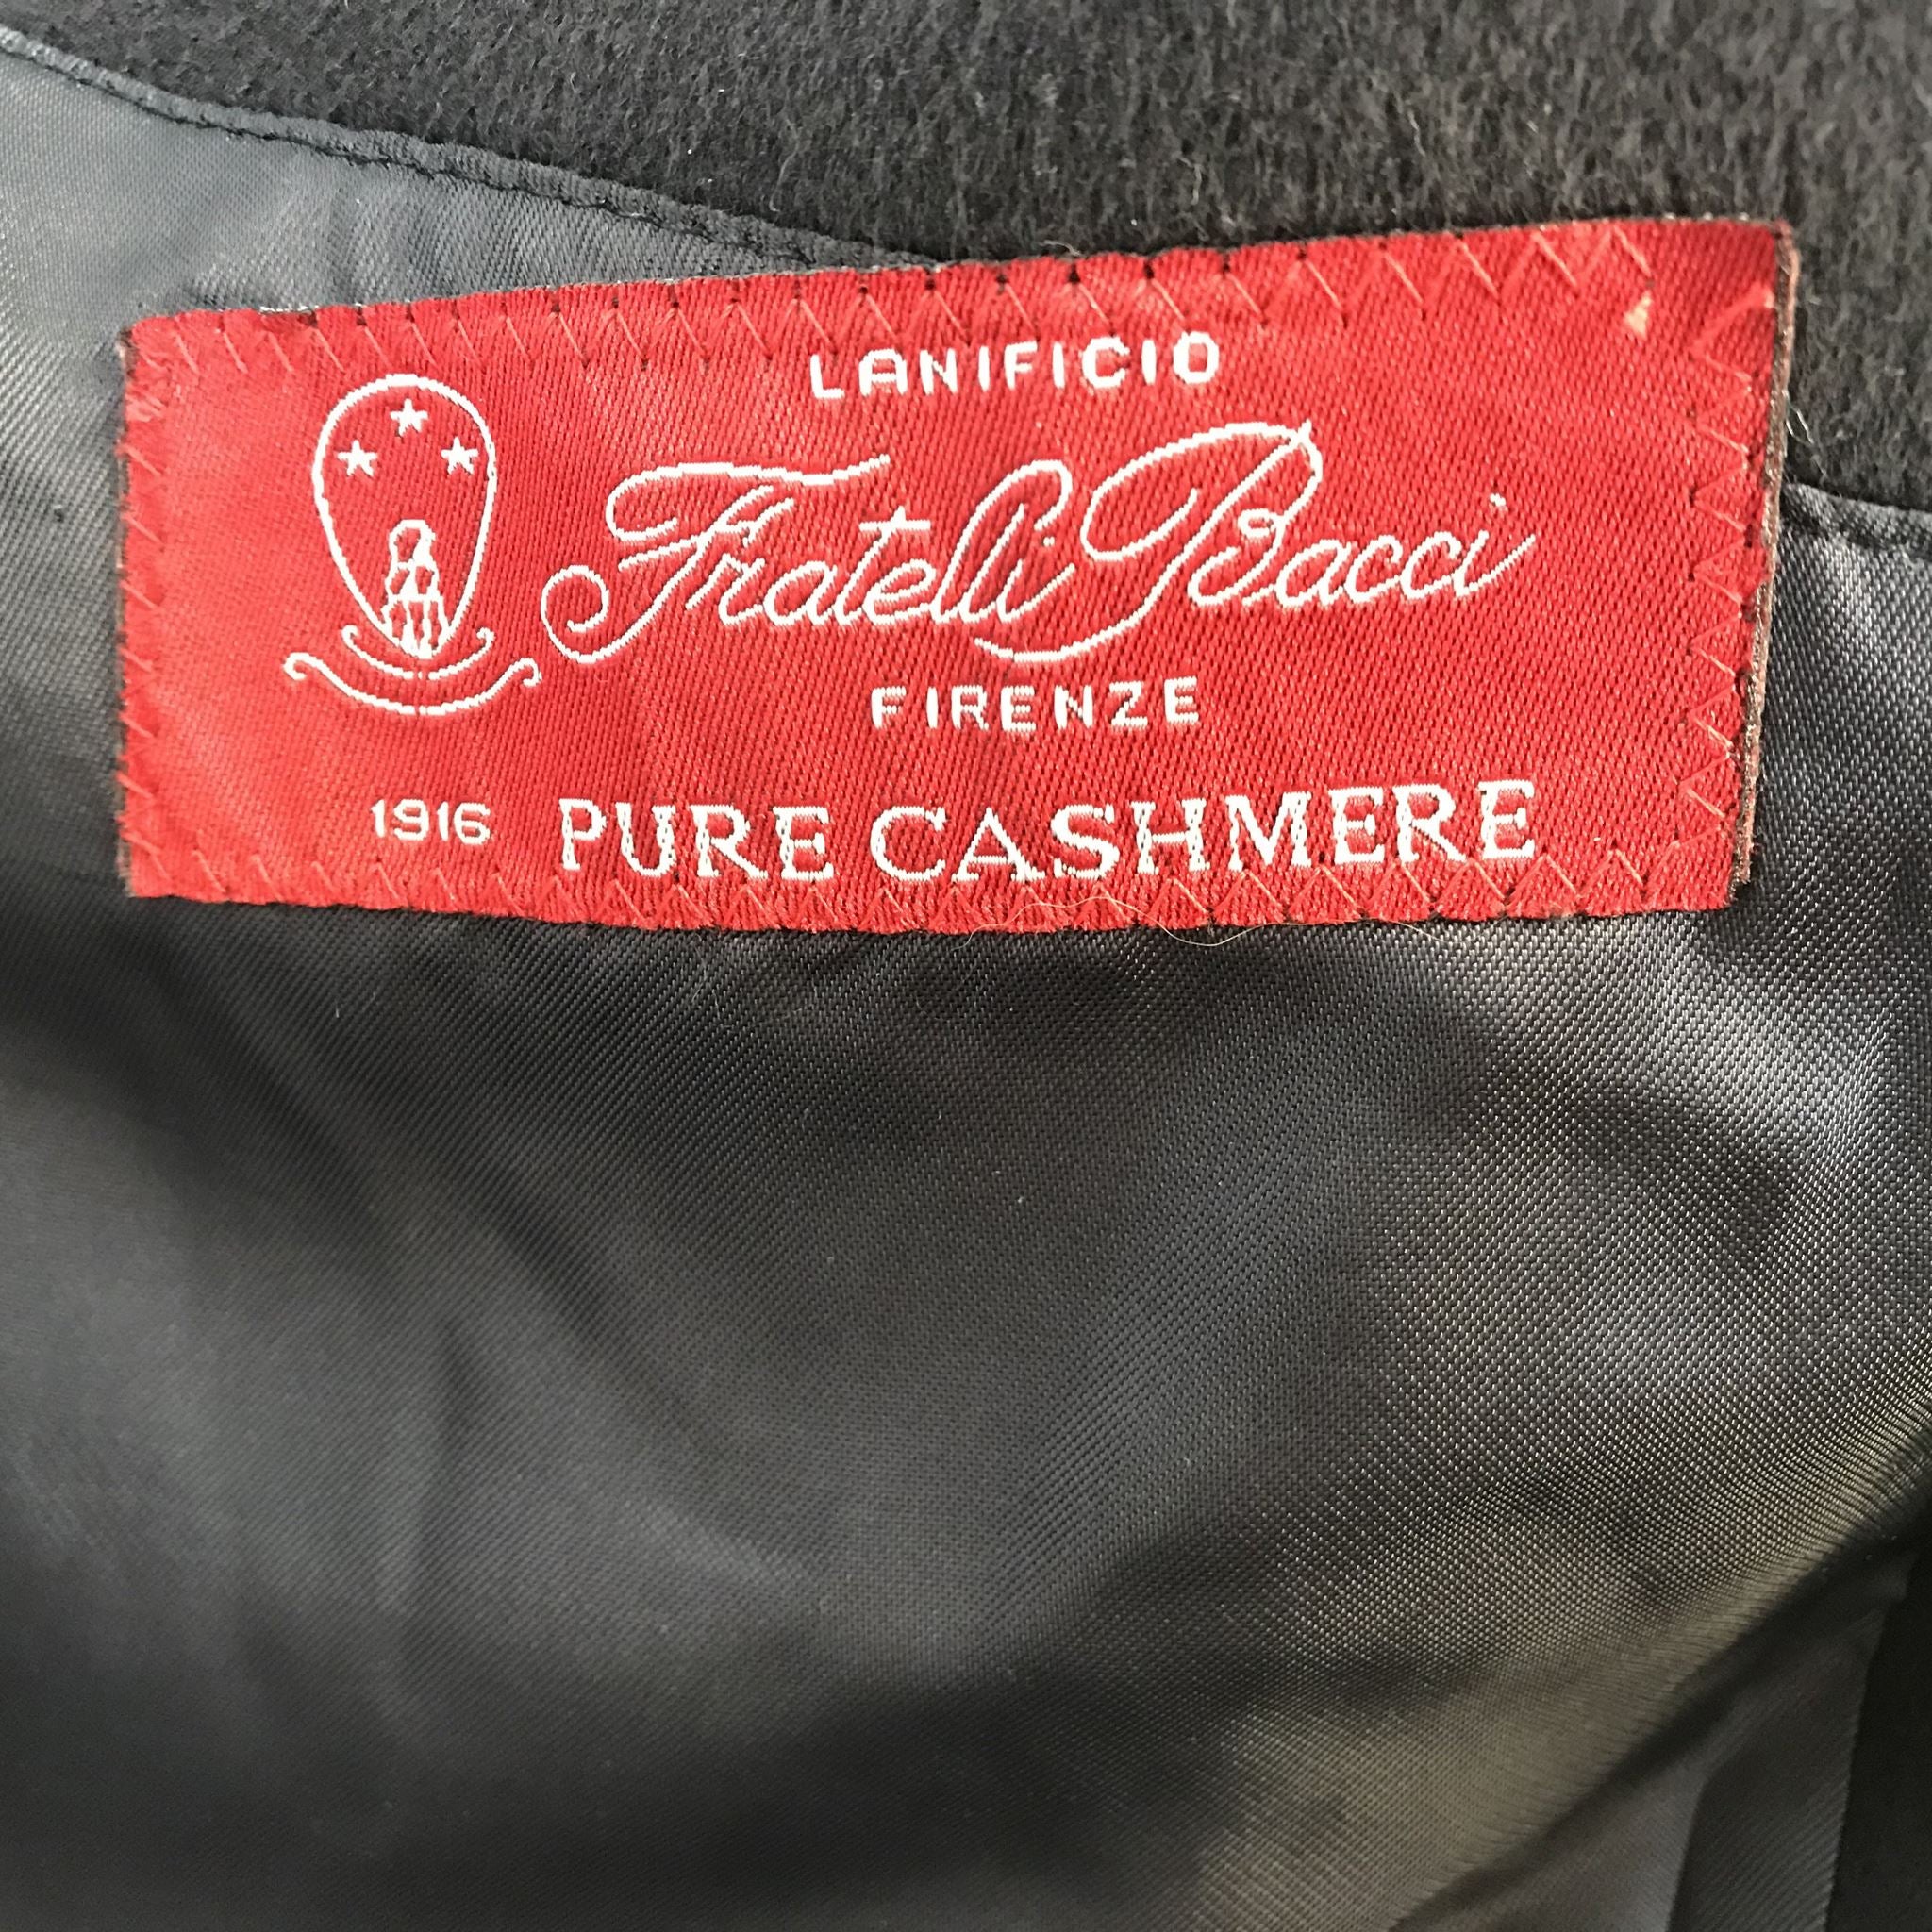 LANIFICIO
Fratelli Bacci
FIRENZE
1916 PURE CASHMERE